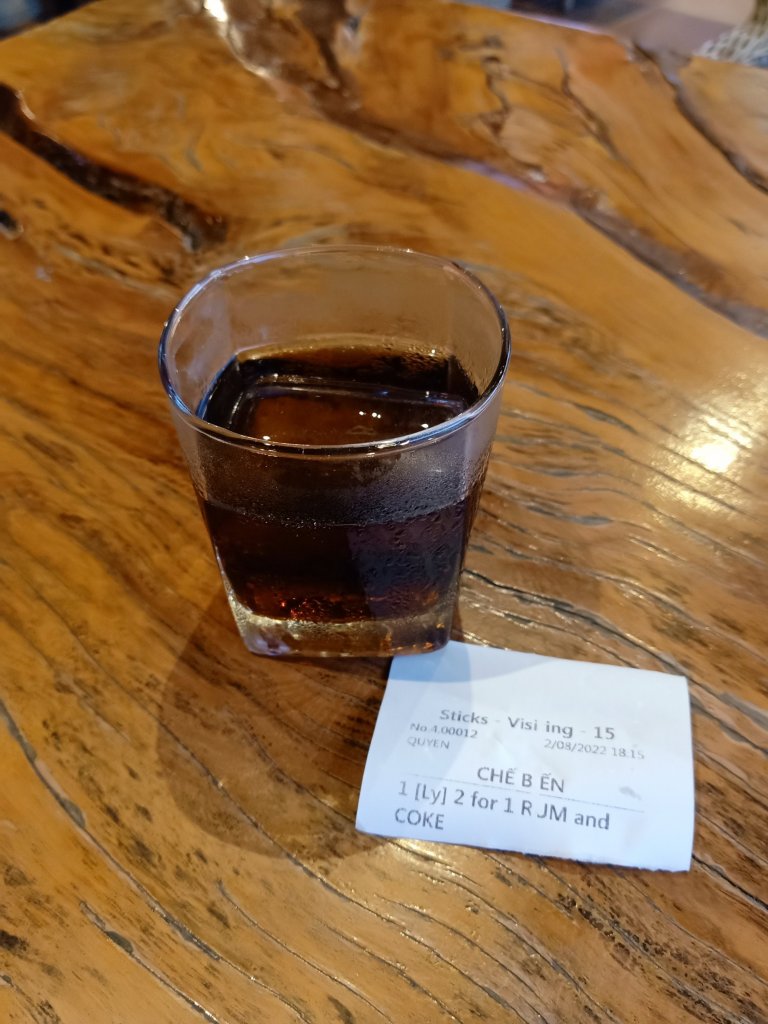 Sticks - Visi ing - 15
No 4.00012
QUYEN 2/08/2022 18:15
CHẾ B ẾN
1 [Ly] 2 for 1 R JM and
COKE